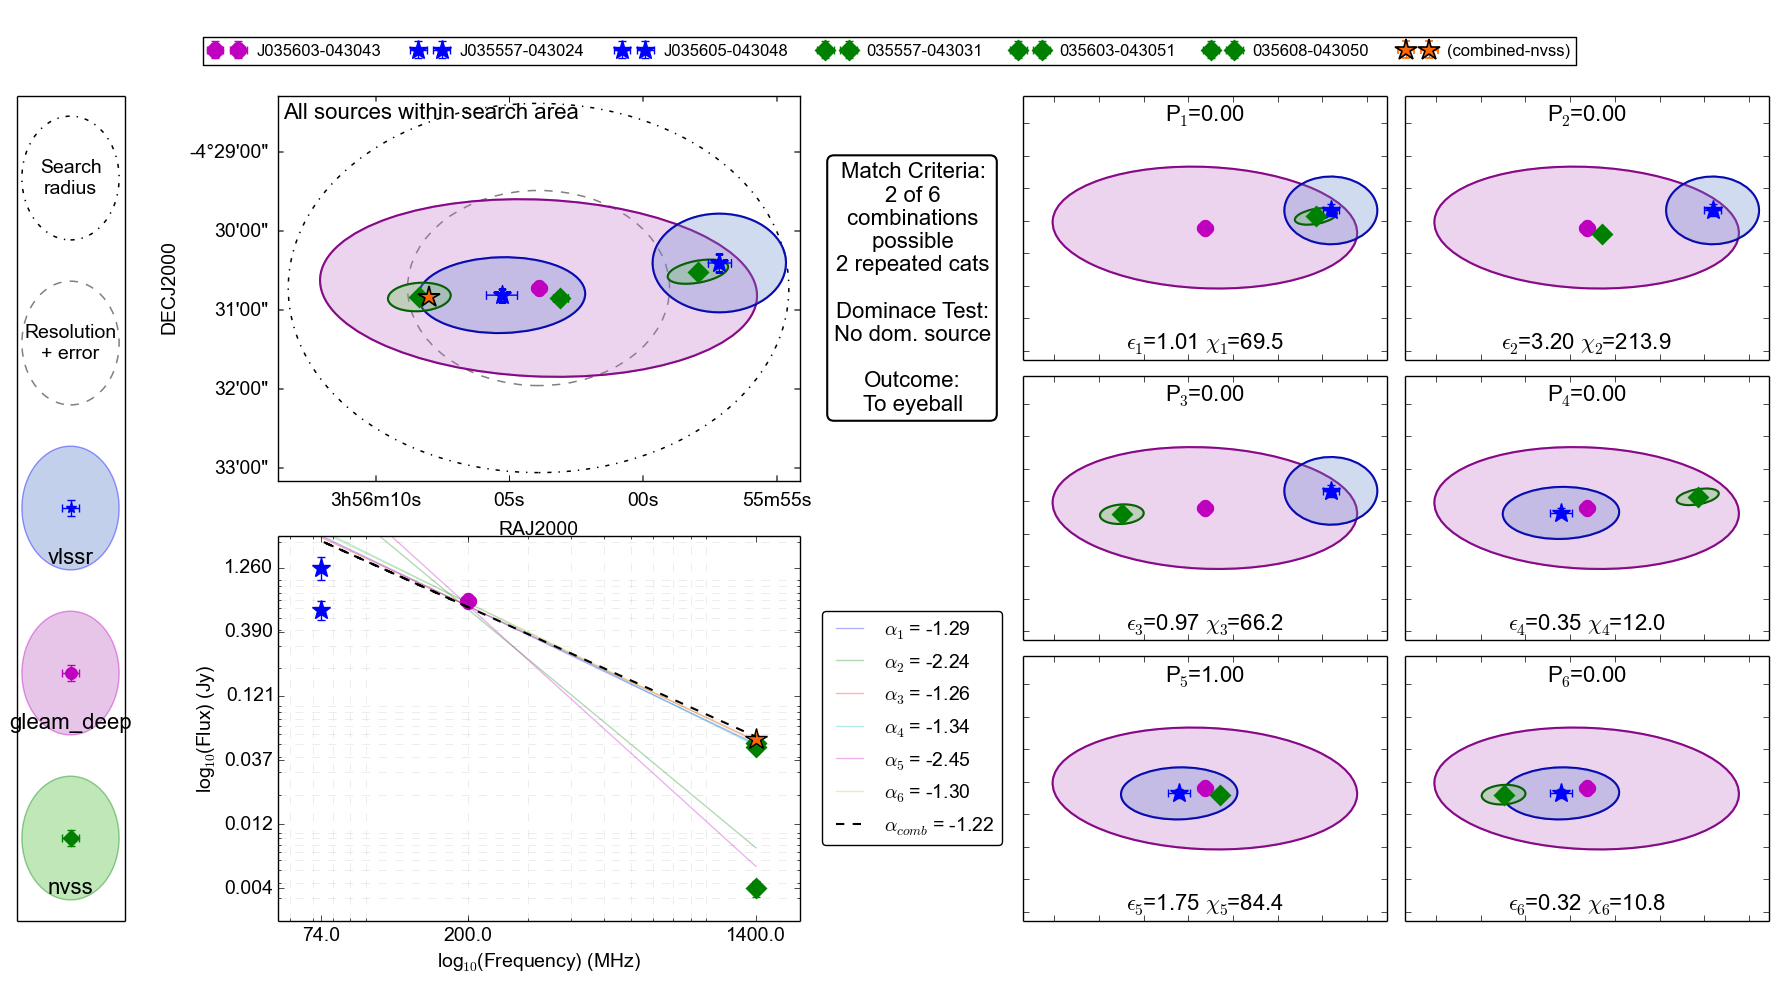 J035603-043043 J035557-043024 J035605-043048 035557-043031 035603-043051 035608-043050 (combined-nvss)
Search
radius
Resolution
+ error
vlssr
gleam_deep
nvss
All sources within search area
DECJ2000
-4°29'00"
30'00"
31'00"
32'00"
33'00"
3h56m10s 05s 00s 55m55s
RAJ2000
Match Criteria:
2 of 6
combinations
possible
2 repeated cats
Dominace Test:
No dom. source
Outcome:
To eyeball
log10(Flux) (Jy)
1.260
0.390
0.121
0.037
0.012
0.004
74.0 200.0 1400.0
log10(Frequency) (MHz)
α1 = -1.29
α2 = -2.24
α3 = -1.26
α4 = -1.34
α5 = -2.45
α6 = -1.30
αcomb = -1.22
P1=0.00
ϵ1=1.01 χ1=69.5
P2=0.00
ϵ2=3.20 χ2=213.9
P3=0.00
ϵ3=0.97 χ3=66.2
P4=0.00
ϵ4=0.35 χ4=12.0
P5=1.00
ϵ5=1.75 χ5=84.4
P6=0.00
ϵ6=0.32 χ6=10.8